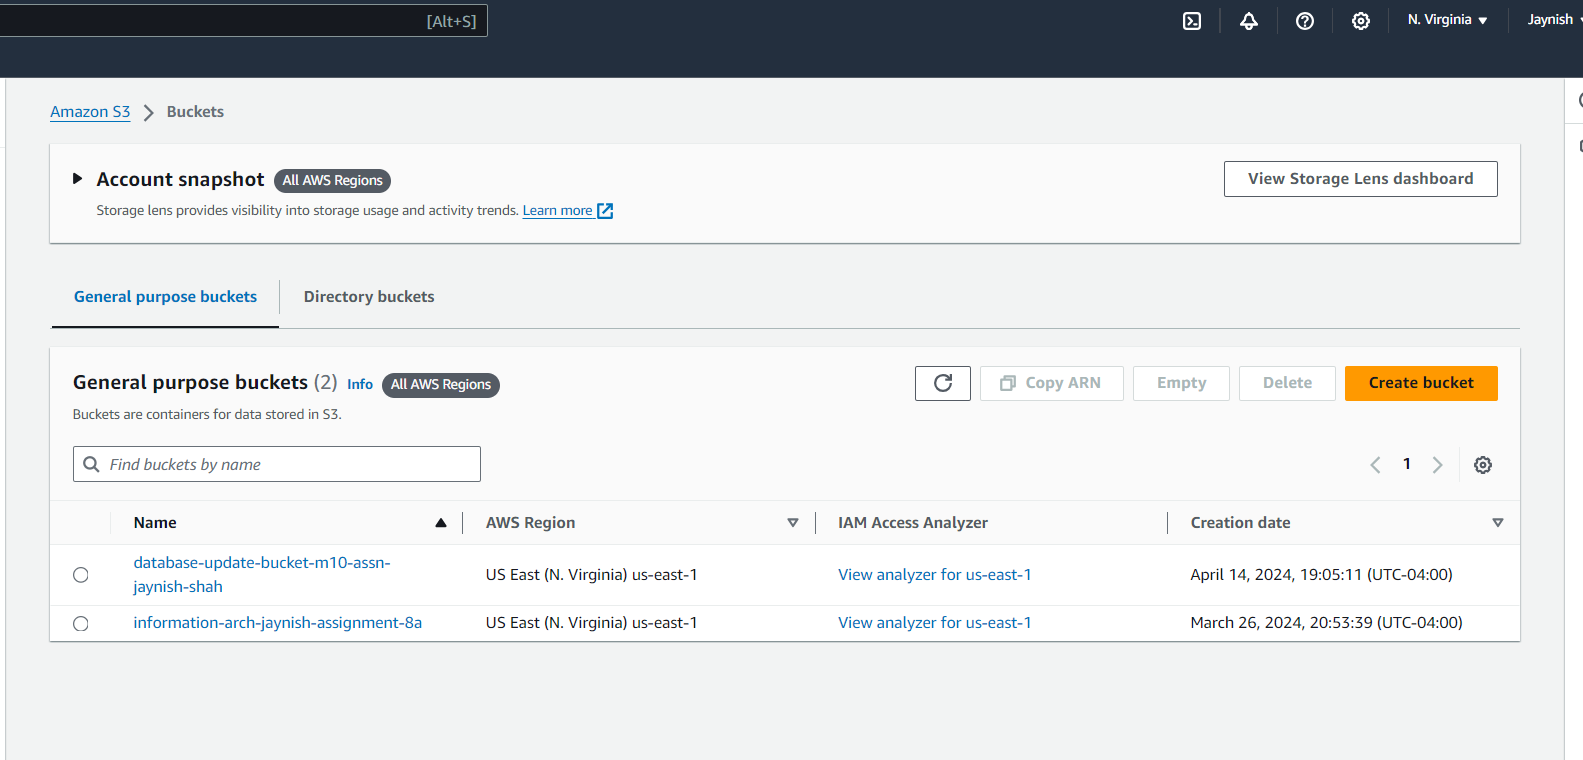 [Alt+S]
N. Virginia
Jaynish
Amazon S3
Buckets
Account snapshot
All AWS Regions
View Storage Lens dashboard
Storage lens provides visibility into storage usage and activity trends. Learn more
General purpose buckets
Directory buckets
General purpose buckets (2) Info All AWS Regions
Copy ARN
Empty
Delete
Create bucket
Buckets are containers for data stored in S3.
Find buckets by name
1
Name
AWS Region
IAM Access Analyzer
Creation date
database-update-bucket-m10-assn-
jaynish-shah
US East (N. Virginia) us-east-1
View analyzer for us-east-1
April 14, 2024, 19:05:11 (UTC-04:00)
information-arch-jaynish-assignment-8a
US East (N. Virginia) us-east-1
View analyzer for us-east-1
March 26, 2024, 20:53:39 (UTC-04:00)